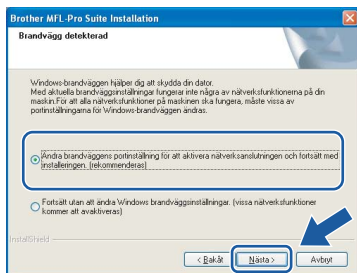 Brother MFL-Pro Suite Installation
Brandvägg detekterad
Windows-brandväggen hjälper dig att skydda din dator.
Med aktuella brandväggsinställningar fungerar inte några av nätverksfunktionerna på din
maskin.För att alla nätverksfunktioner på maskinen ska fungera, måste vissa av
portinställningarna för Windows-brandväggen ändras.
Ändra brandväggens portinställning för att aktivera nätverksanslutningen och fortsätt med
installeringen. (rekommenderas)
Fortsätt utan att ändra Windows brandväggsinställningar. (vissa nätverksfunktioner
kommer att avaktiveras)
InstallShield
< Bakåt Nästa > Avbryt